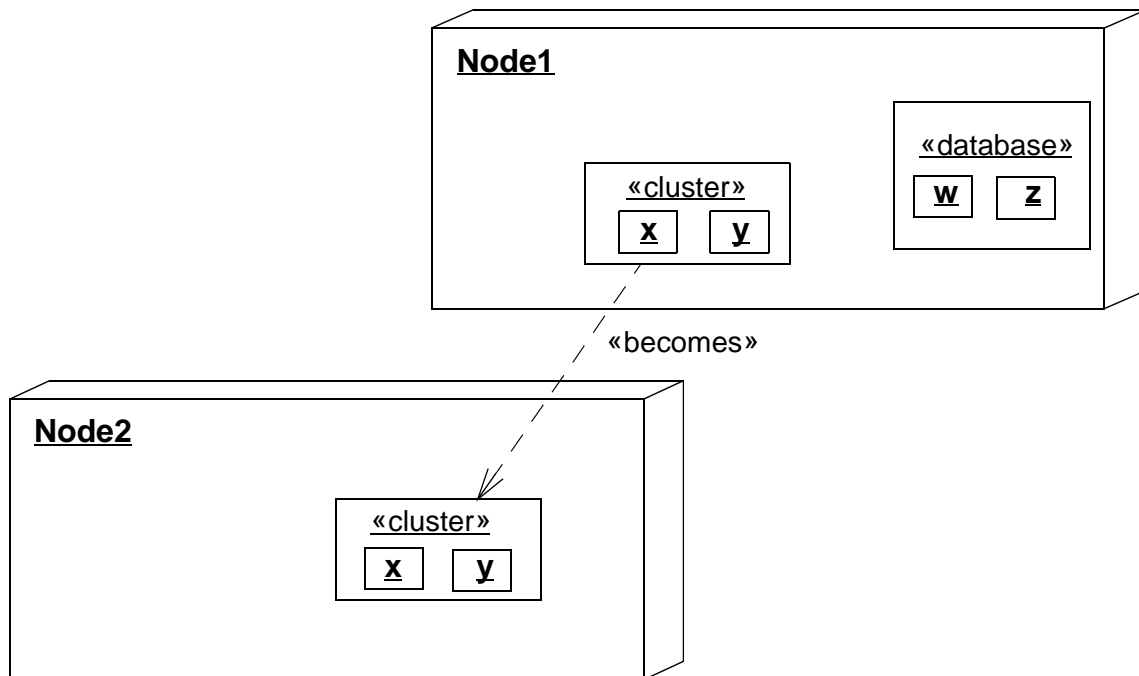 Node1
«database»
w z
«cluster»
x y
«becomes»
Node2
«cluster»
x y